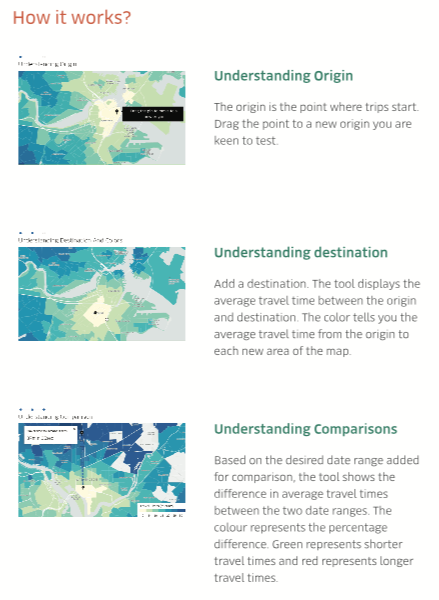 How it works?
Understanding Origin
Understanding Origin
The origin is the point where trips start.
Drag the point to a new origin you are
keen to test.
Understanding Destination And Colors
Understanding destination
Add a destination. The tool displays the
average travel time between the origin
and destination. The color tells you the
average travel time from the origin to
each new area of the map.
Understanding Comparison
Understanding Comparisons
Based on the desired date range added
for comparison, the tool shows the
difference in average travel times
between the two date ranges. The
colour represents the percentage
difference. Green represents shorter
travel times and red represents longer
travel times.